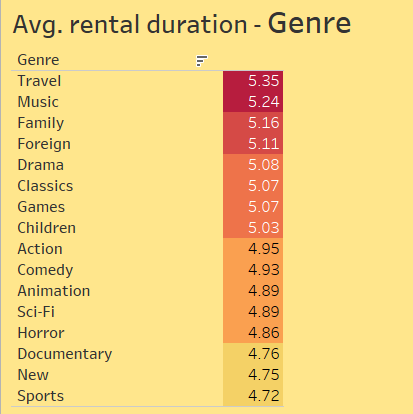 Avg. rental duration - Genre
Genre
Travel 5.35
Music 5.24
Family 5.16
Foreign 5.11
Drama 5.08
Classics 5.07
Games 5.07
Children 5.03
Action 4.95
Comedy 4.93
Animation 4.89
Sci-Fi 4.89
Horror 4.86
Documentary 4.76
New 4.75
Sports 4.72